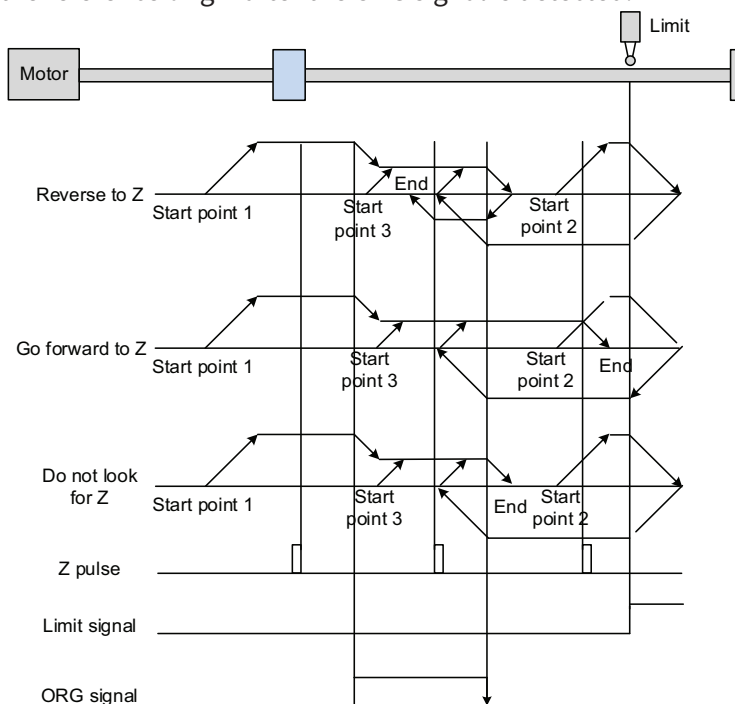 Limit
Motor
Reverse to Z
Start point 1
Start
point 3
End
Start
point 2
Go forward to Z
Start point 1
Start
point 3
Start
point 2
End
Do not look
for Z
Start point 1
Start
point 3
End
Start
point 2
Z pulse
Limit signal
ORG signal